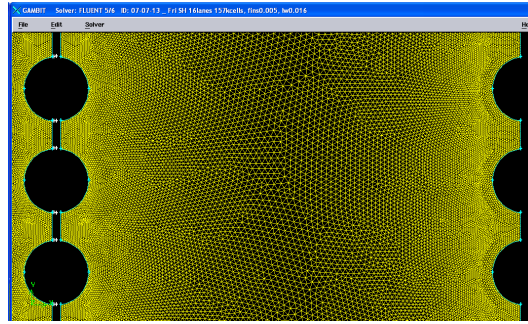 GAMBIT Solver: FLUENT 5/6 ID: 07-07-13 _ Fri SH 16lanes 157kcells, fins0.005, lw0.016
File Edit Solver